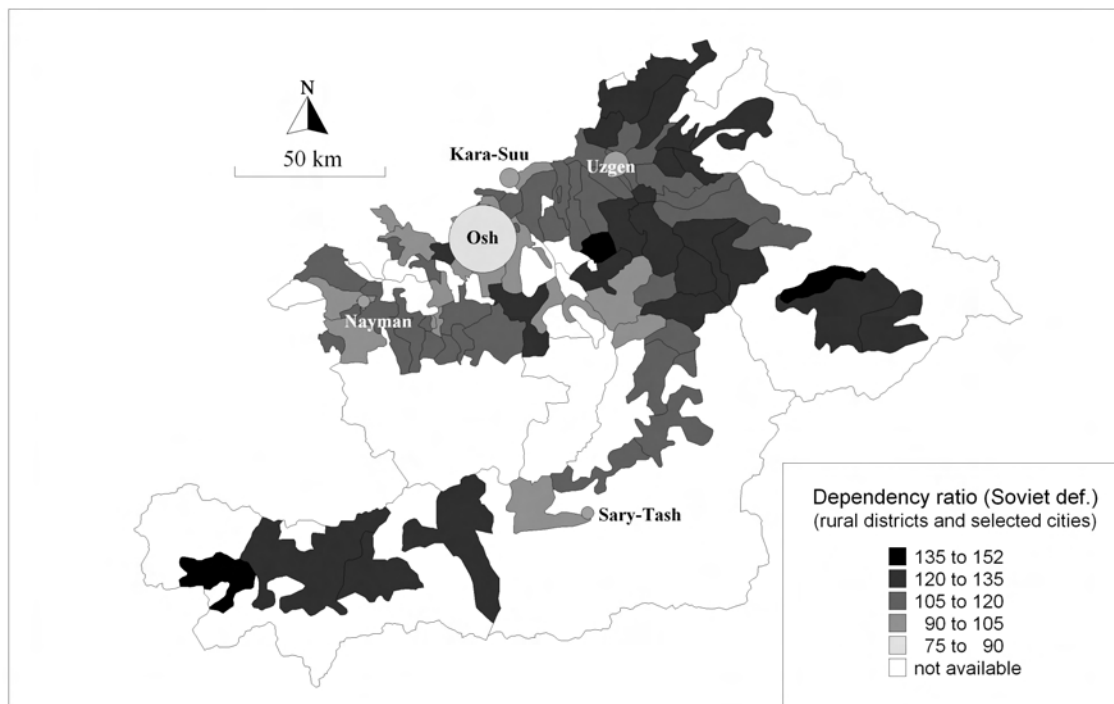 N
50 km
Kara-Suu
Uzgen
Osh
Nayman
Sary-Tash
Dependency ratio (Soviet def.)
(rural districts and selected cities)
135 to 152
120 to 135
105 to 120
90 to 105
75 to 90
not available